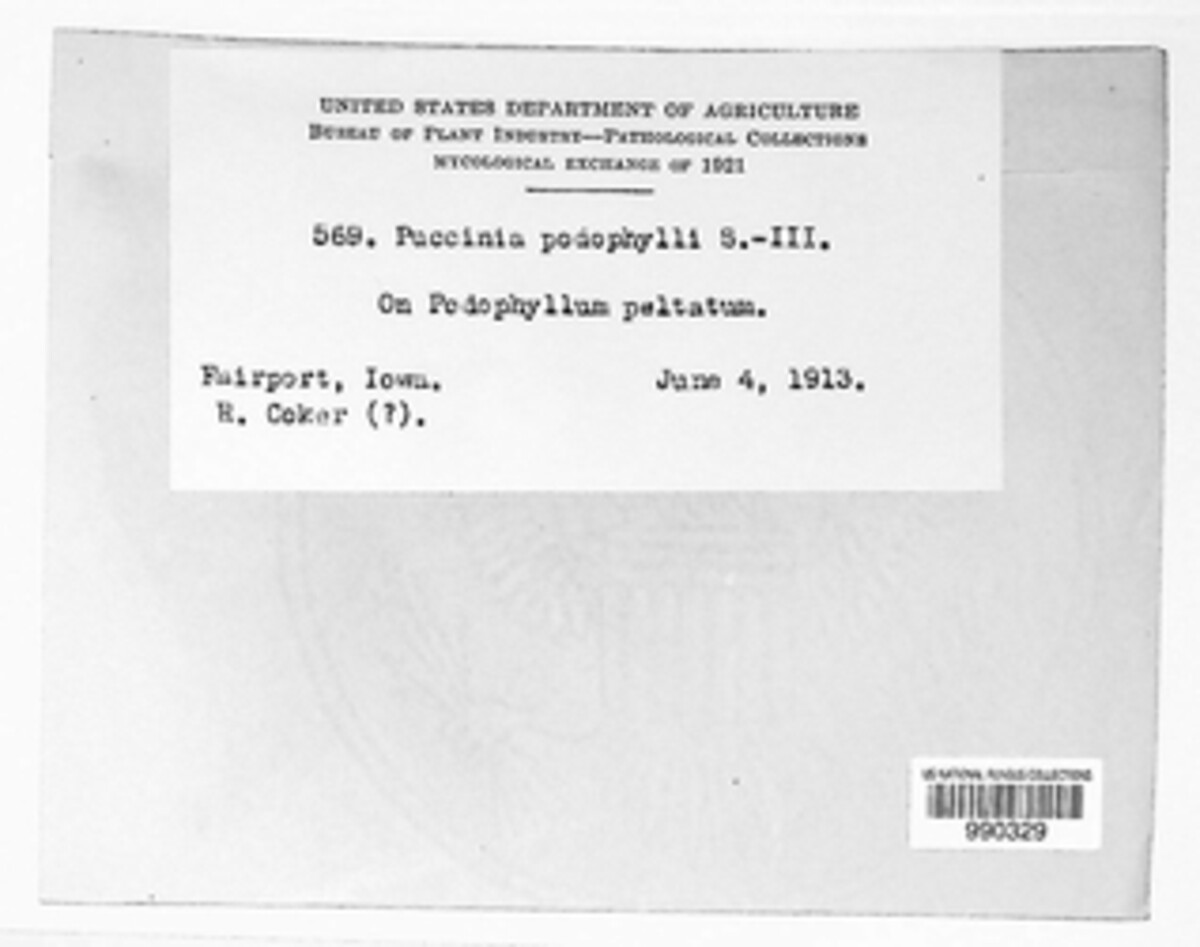 UNITED STATES DEPARTMENT OF AGRICULTURE
BUREAU OF PLANT INDUSTRY—PATHOLOGICAL COLLECTIONS
MYCOLOGICAL EXCHANGE OF 1921
569. Puccinia podophylli S.-III.
On Podophyllum peltatum.
Fairport, Iowa. June 4, 1913.
R. Coker (?).
US NATIONAL FUNGUS COLLECTIONS
990329